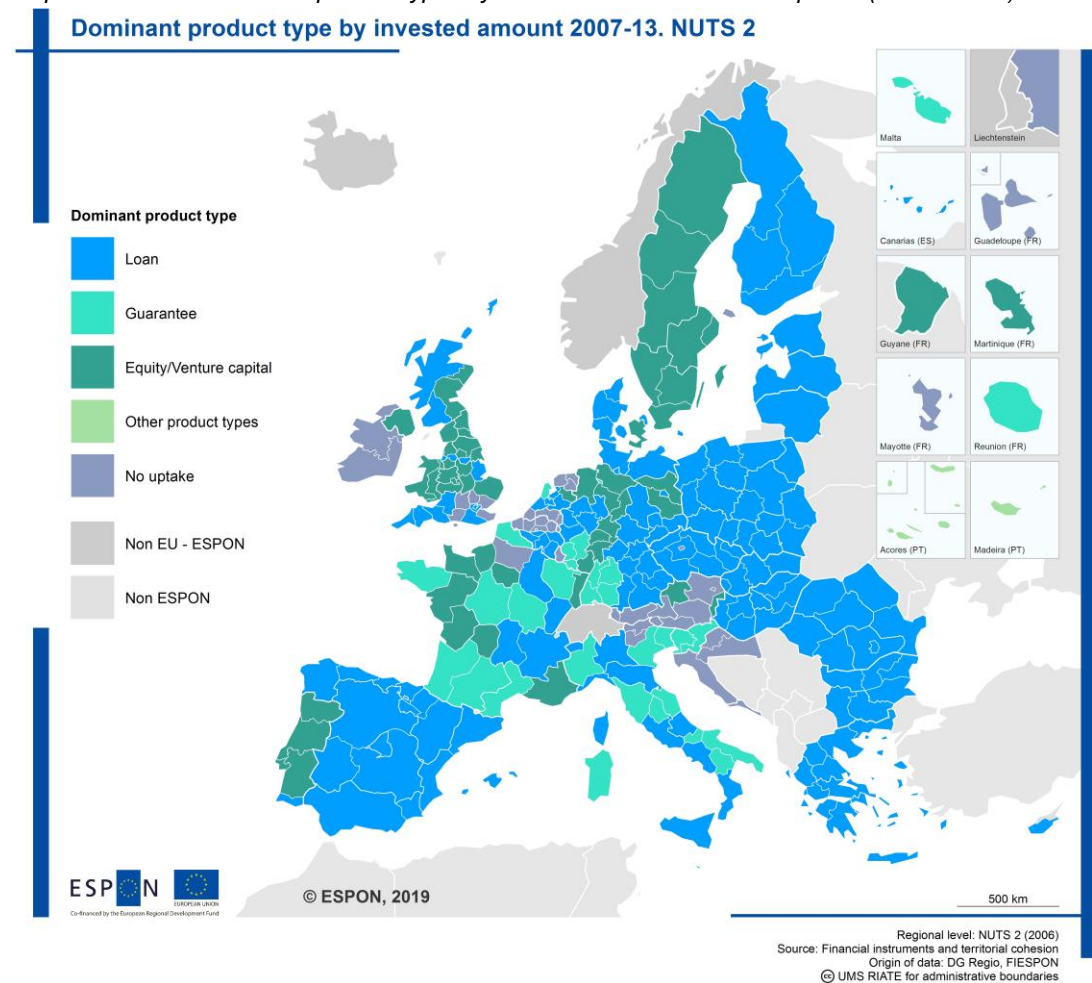 Dominant product type by invested amount 2007-13. NUTS 2
Dominant product type
Loan
Guarantee
Equity/Venture capital
Other product types
No uptake
Non EU - ESPON
Non ESPON
Malta
Liechtenstein
Canarias (ES)
Guadeloupe (FR)
Guyane (FR)
Martinique (FR)
Mayotte (FR)
Reunion (FR)
Acores (PT)
Madeira (PT)
ESPON
EUROPEAN UNION
Co-financed by the European Regional Development Fund
© ESPON, 2019
500 km
Regional level: NUTS 2 (2006)
Source: Financial instruments and territorial cohesion
Origin of data: DG Regio, FIESPON
UMS RIATE for administrative boundaries